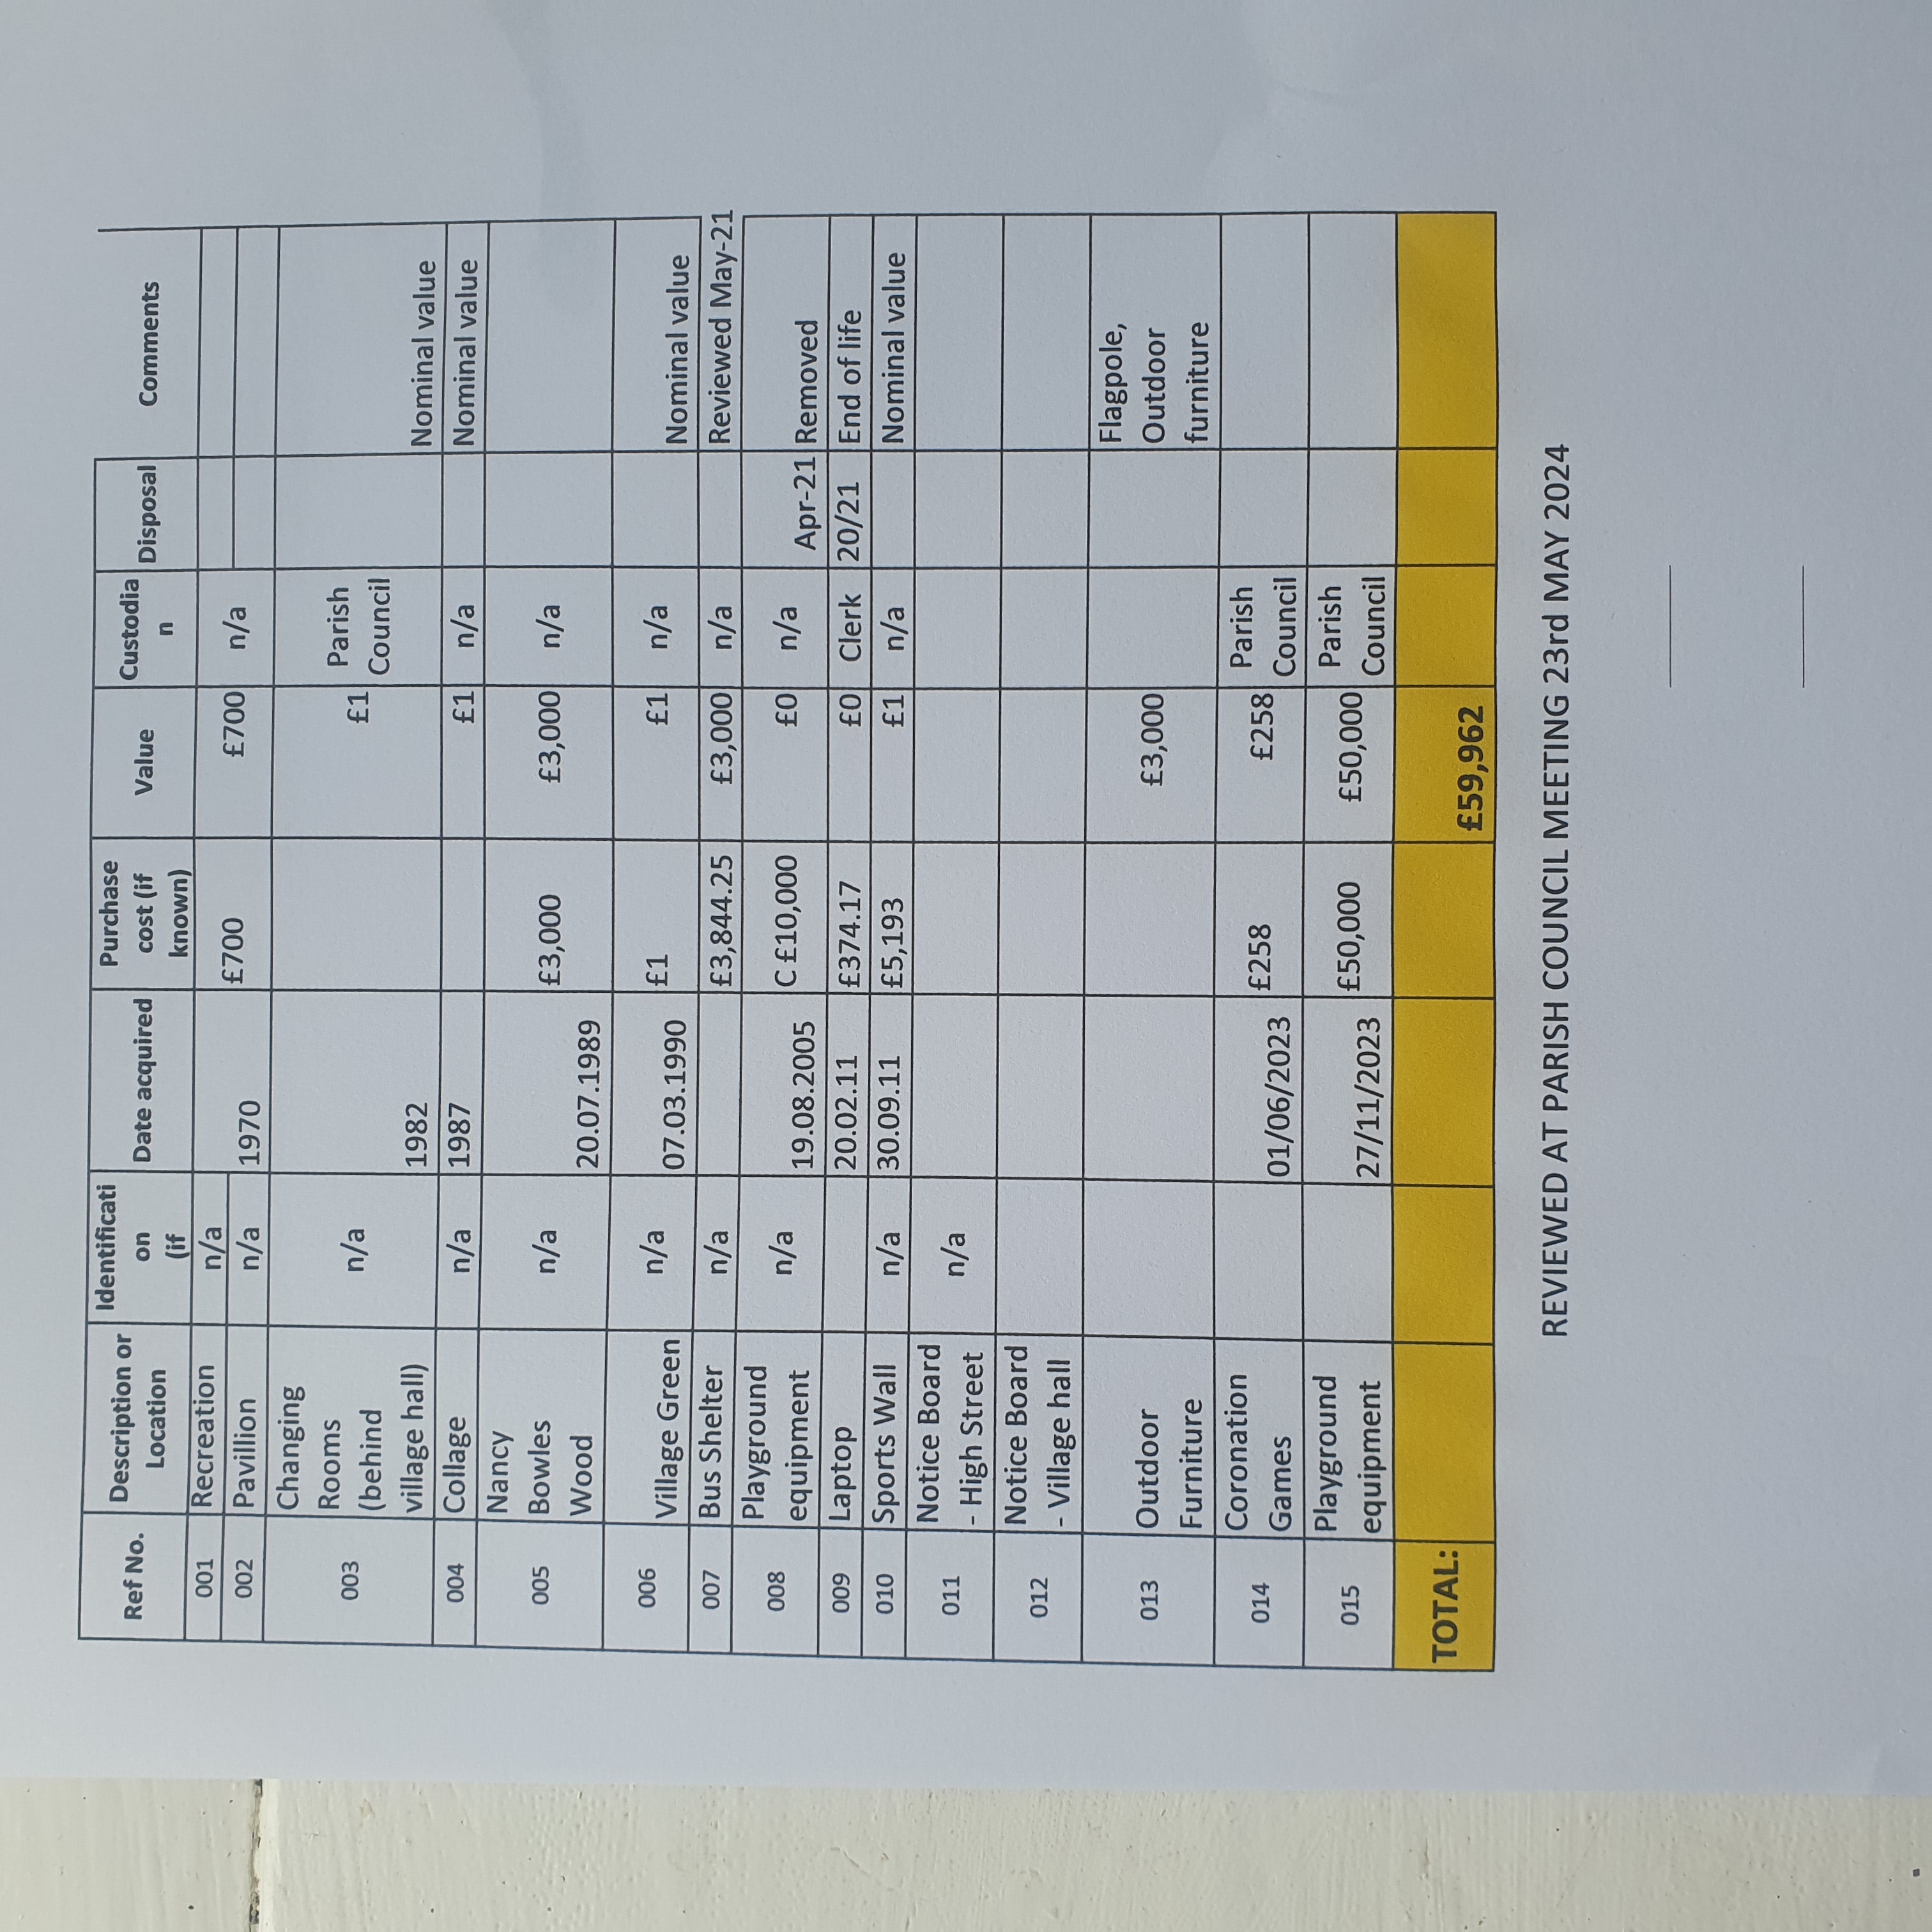 Ref No. Description or Location Identificati on (if Date acquired Purchase cost (if known) Value Custodia n Disposal Comments
001 Recreation n/a
002 Pavillion n/a 1970 £700 £700 n/a
003 Changing Rooms (behind village hall) n/a 1982 £1 Parish Council Nominal value
004 Collage n/a 1987 £1 n/a Nominal value
005 Nancy Bowles Wood n/a 20.07.1989 £3,000 £3,000 n/a
006 Village Green n/a 07.03.1990 £1 £1 n/a Nominal value
007 Bus Shelter n/a £3,844.25 £3,000 n/a Reviewed May-21
008 Playground equipment n/a 19.08.2005 C £10,000 £0 n/a Apr-21 Removed
009 Laptop 20.02.11 £374.17 £0 Clerk 20/21 End of life
010 Sports Wall n/a 30.09.11 £5,193 £1 n/a Nominal value
011 Notice Board - High Street n/a
012 Notice Board - Village hall
013 Outdoor Furniture £3,000 Flagpole, Outdoor furniture
014 Coronation Games 01/06/2023 £258 £258 Parish Council
015 Playground equipment 27/11/2023 £50,000 £50,000 Parish Council
TOTAL: £59,962
REVIEWED AT PARISH COUNCIL MEETING 23rd MAY 2024